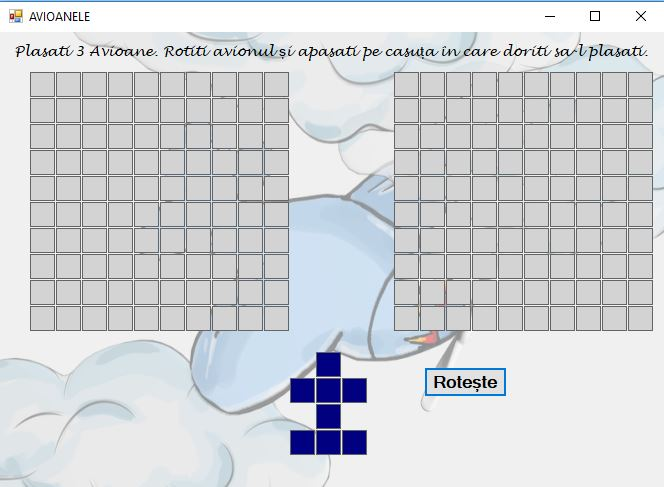 AVIOANELE
Plasati 3 Avioane. Rotiti avionul și apasati pe casuța in care doriti sa-l plasati.
Rotește